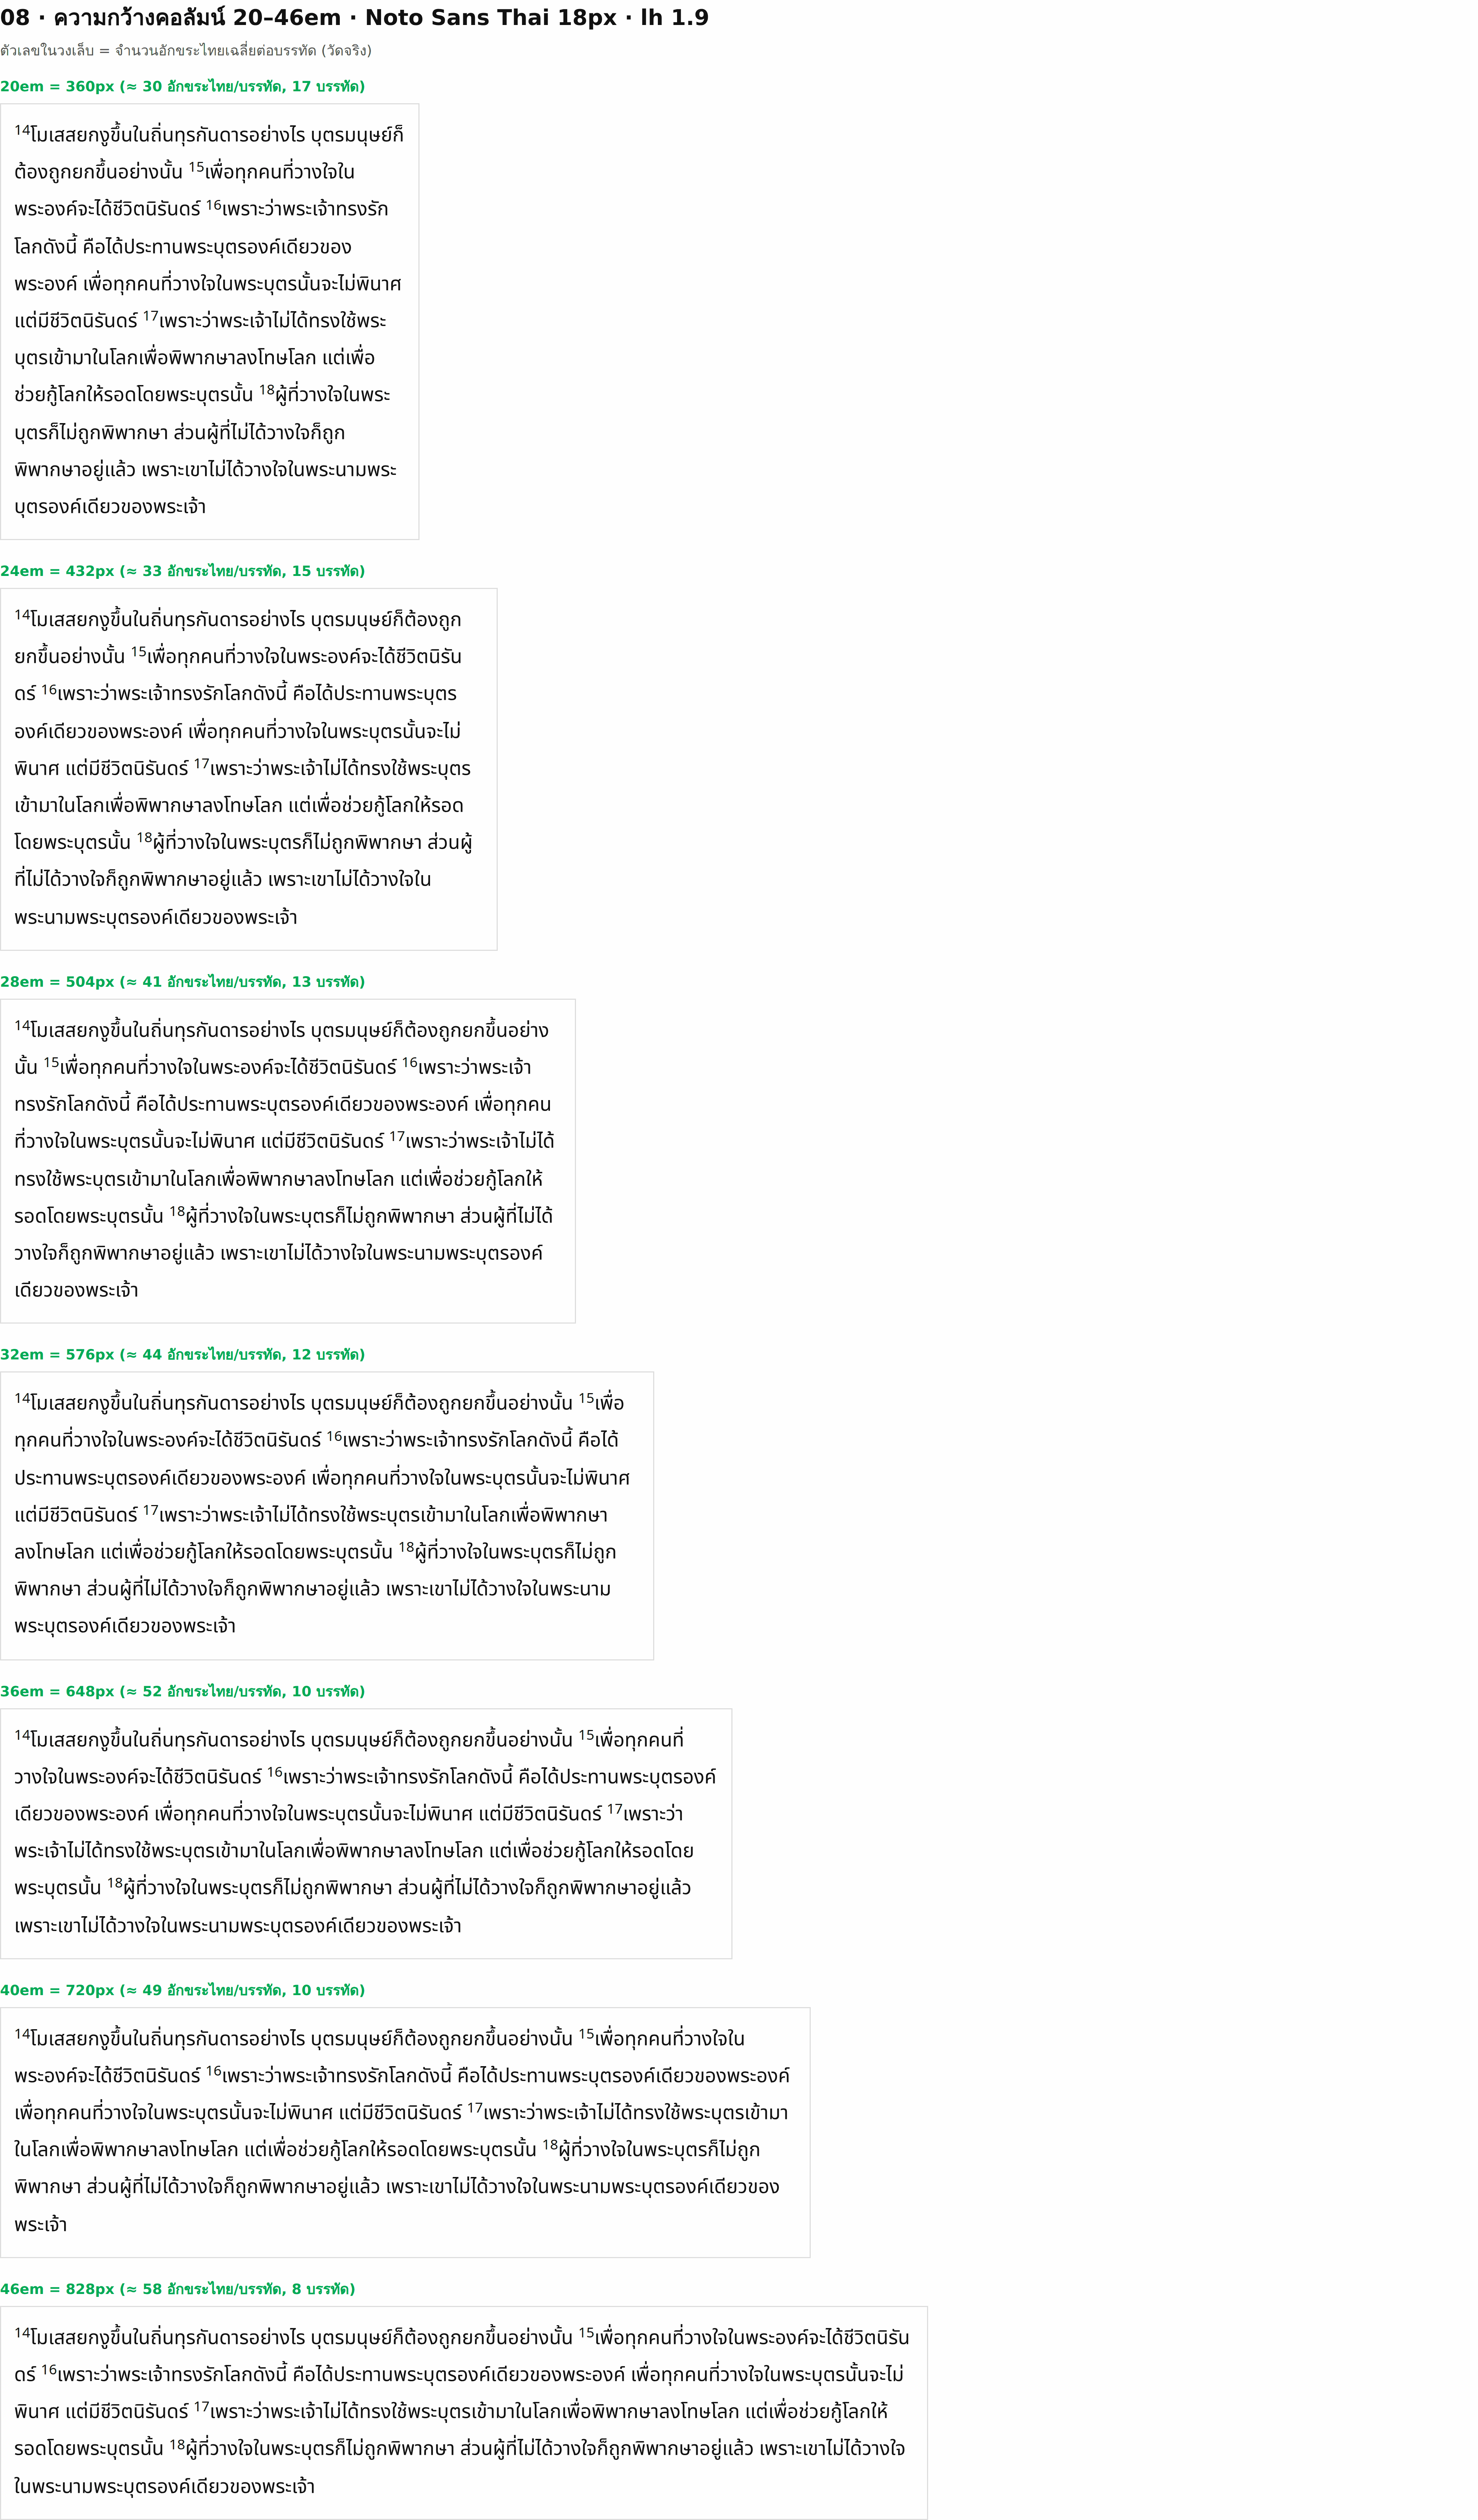 08 · ความกว้างคอลัมน์ 20–46em · Noto Sans Thai 18px · lh 1.9
ตัวเลขในวงเล็บ = จำนวนอักขระไทยเฉลี่ยต่อบรรทัด (วัดจริง)
20em = 360px (≈ 30 อักขระไทย/บรรทัด, 17 บรรทัด)
14โมเสสยกงูขึ้นในถิ่นทุรกันดารอย่างไร บุตรมนุษย์ก็
ต้องถูกยกขึ้นอย่างนั้น 15เพื่อทุกคนที่วางใจใน
พระองค์จะได้ชีวิตนิรันดร์ 16เพราะว่าพระเจ้าทรงรัก
โลกดังนี้ คือได้ประทานพระบุตรองค์เดียวของ
พระองค์ เพื่อทุกคนที่วางใจในพระบุตรนั้นจะไม่พินาศ
แต่มีชีวิตนิรันดร์ 17เพราะว่าพระเจ้าไม่ได้ทรงใช้พระ
บุตรเข้ามาในโลกเพื่อพิพากษาลงโทษโลก แต่เพื่อ
ช่วยกู้โลกให้รอดโดยพระบุตรนั้น 18ผู้ที่วางใจในพระ
บุตรก็ไม่ถูกพิพากษา ส่วนผู้ที่ไม่ได้วางใจก็ถูก
พิพากษาอยู่แล้ว เพราะเขาไม่ได้วางใจในพระนามพระ
บุตรองค์เดียวของพระเจ้า
24em = 432px (≈ 33 อักขระไทย/บรรทัด, 15 บรรทัด)
14โมเสสยกงูขึ้นในถิ่นทุรกันดารอย่างไร บุตรมนุษย์ก็ต้องถูก
ยกขึ้นอย่างนั้น 15เพื่อทุกคนที่วางใจในพระองค์จะได้ชีวิตนิรัน
ดร์ 16เพราะว่าพระเจ้าทรงรักโลกดังนี้ คือได้ประทานพระบุตร
องค์เดียวของพระองค์ เพื่อทุกคนที่วางใจในพระบุตรนั้นจะไม่
พินาศ แต่มีชีวิตนิรันดร์ 17เพราะว่าพระเจ้าไม่ได้ทรงใช้พระบุตร
เข้ามาในโลกเพื่อพิพากษาลงโทษโลก แต่เพื่อช่วยกู้โลกให้รอด
โดยพระบุตรนั้น 18ผู้ที่วางใจในพระบุตรก็ไม่ถูกพิพากษา ส่วนผู้
ที่ไม่ได้วางใจก็ถูกพิพากษาอยู่แล้ว เพราะเขาไม่ได้วางใจใน
พระนามพระบุตรองค์เดียวของพระเจ้า
28em = 504px (≈ 41 อักขระไทย/บรรทัด, 13 บรรทัด)
14โมเสสยกงูขึ้นในถิ่นทุรกันดารอย่างไร บุตรมนุษย์ก็ต้องถูกยกขึ้นอย่าง
นั้น 15เพื่อทุกคนที่วางใจในพระองค์จะได้ชีวิตนิรันดร์ 16เพราะว่าพระเจ้า
ทรงรักโลกดังนี้ คือได้ประทานพระบุตรองค์เดียวของพระองค์ เพื่อทุกคน
ที่วางใจในพระบุตรนั้นจะไม่พินาศ แต่มีชีวิตนิรันดร์ 17เพราะว่าพระเจ้าไม่ได้
ทรงใช้พระบุตรเข้ามาในโลกเพื่อพิพากษาลงโทษโลก แต่เพื่อช่วยกู้โลกให้
รอดโดยพระบุตรนั้น 18ผู้ที่วางใจในพระบุตรก็ไม่ถูกพิพากษา ส่วนผู้ที่ไม่ได้
วางใจก็ถูกพิพากษาอยู่แล้ว เพราะเขาไม่ได้วางใจในพระนามพระบุตรองค์
เดียวของพระเจ้า
32em = 576px (≈ 44 อักขระไทย/บรรทัด, 12 บรรทัด)
14โมเสสยกงูขึ้นในถิ่นทุรกันดารอย่างไร บุตรมนุษย์ก็ต้องถูกยกขึ้นอย่างนั้น 15เพื่อ
ทุกคนที่วางใจในพระองค์จะได้ชีวิตนิรันดร์ 16เพราะว่าพระเจ้าทรงรักโลกดังนี้ คือได้
ประทานพระบุตรองค์เดียวของพระองค์ เพื่อทุกคนที่วางใจในพระบุตรนั้นจะไม่พินาศ
แต่มีชีวิตนิรันดร์ 17เพราะว่าพระเจ้าไม่ได้ทรงใช้พระบุตรเข้ามาในโลกเพื่อพิพากษา
ลงโทษโลก แต่เพื่อช่วยกู้โลกให้รอดโดยพระบุตรนั้น 18ผู้ที่วางใจในพระบุตรก็ไม่ถูก
พิพากษา ส่วนผู้ที่ไม่ได้วางใจก็ถูกพิพากษาอยู่แล้ว เพราะเขาไม่ได้วางใจในพระนาม
พระบุตรองค์เดียวของพระเจ้า
36em = 648px (≈ 52 อักขระไทย/บรรทัด, 10 บรรทัด)
14โมเสสยกงูขึ้นในถิ่นทุรกันดารอย่างไร บุตรมนุษย์ก็ต้องถูกยกขึ้นอย่างนั้น 15เพื่อทุกคนที่
วางใจในพระองค์จะได้ชีวิตนิรันดร์ 16เพราะว่าพระเจ้าทรงรักโลกดังนี้ คือได้ประทานพระบุตรองค์
เดียวของพระองค์ เพื่อทุกคนที่วางใจในพระบุตรนั้นจะไม่พินาศ แต่มีชีวิตนิรันดร์ 17เพราะว่า
พระเจ้าไม่ได้ทรงใช้พระบุตรเข้ามาในโลกเพื่อพิพากษาลงโทษโลก แต่เพื่อช่วยกู้โลกให้รอดโดย
พระบุตรนั้น 18ผู้ที่วางใจในพระบุตรก็ไม่ถูกพิพากษา ส่วนผู้ที่ไม่ได้วางใจก็ถูกพิพากษาอยู่แล้ว
เพราะเขาไม่ได้วางใจในพระนามพระบุตรองค์เดียวของพระเจ้า
40em = 720px (≈ 49 อักขระไทย/บรรทัด, 10 บรรทัด)
14โมเสสยกงูขึ้นในถิ่นทุรกันดารอย่างไร บุตรมนุษย์ก็ต้องถูกยกขึ้นอย่างนั้น 15เพื่อทุกคนที่วางใจใน
พระองค์จะได้ชีวิตนิรันดร์ 16เพราะว่าพระเจ้าทรงรักโลกดังนี้ คือได้ประทานพระบุตรองค์เดียวของพระองค์
เพื่อทุกคนที่วางใจในพระบุตรนั้นจะไม่พินาศ แต่มีชีวิตนิรันดร์ 17เพราะว่าพระเจ้าไม่ได้ทรงใช้พระบุตรเข้ามา
ในโลกเพื่อพิพากษาลงโทษโลก แต่เพื่อช่วยกู้โลกให้รอดโดยพระบุตรนั้น 18ผู้ที่วางใจในพระบุตรก็ไม่ถูก
พิพากษา ส่วนผู้ที่ไม่ได้วางใจก็ถูกพิพากษาอยู่แล้ว เพราะเขาไม่ได้วางใจในพระนามพระบุตรองค์เดียวของ
พระเจ้า
46em = 828px (≈ 58 อักขระไทย/บรรทัด, 8 บรรทัด)
14โมเสสยกงูขึ้นในถิ่นทุรกันดารอย่างไร บุตรมนุษย์ก็ต้องถูกยกขึ้นอย่างนั้น 15เพื่อทุกคนที่วางใจในพระองค์จะได้ชีวิตนิรัน
ดร์ 16เพราะว่าพระเจ้าทรงรักโลกดังนี้ คือได้ประทานพระบุตรองค์เดียวของพระองค์ เพื่อทุกคนที่วางใจในพระบุตรนั้นจะไม่
พินาศ แต่มีชีวิตนิรันดร์ 17เพราะว่าพระเจ้าไม่ได้ทรงใช้พระบุตรเข้ามาในโลกเพื่อพิพากษาลงโทษโลก แต่เพื่อช่วยกู้โลกให้
รอดโดยพระบุตรนั้น 18ผู้ที่วางใจในพระบุตรก็ไม่ถูกพิพากษา ส่วนผู้ที่ไม่ได้วางใจก็ถูกพิพากษาอยู่แล้ว เพราะเขาไม่ได้วางใจ
ในพระนามพระบุตรองค์เดียวของพระเจ้า